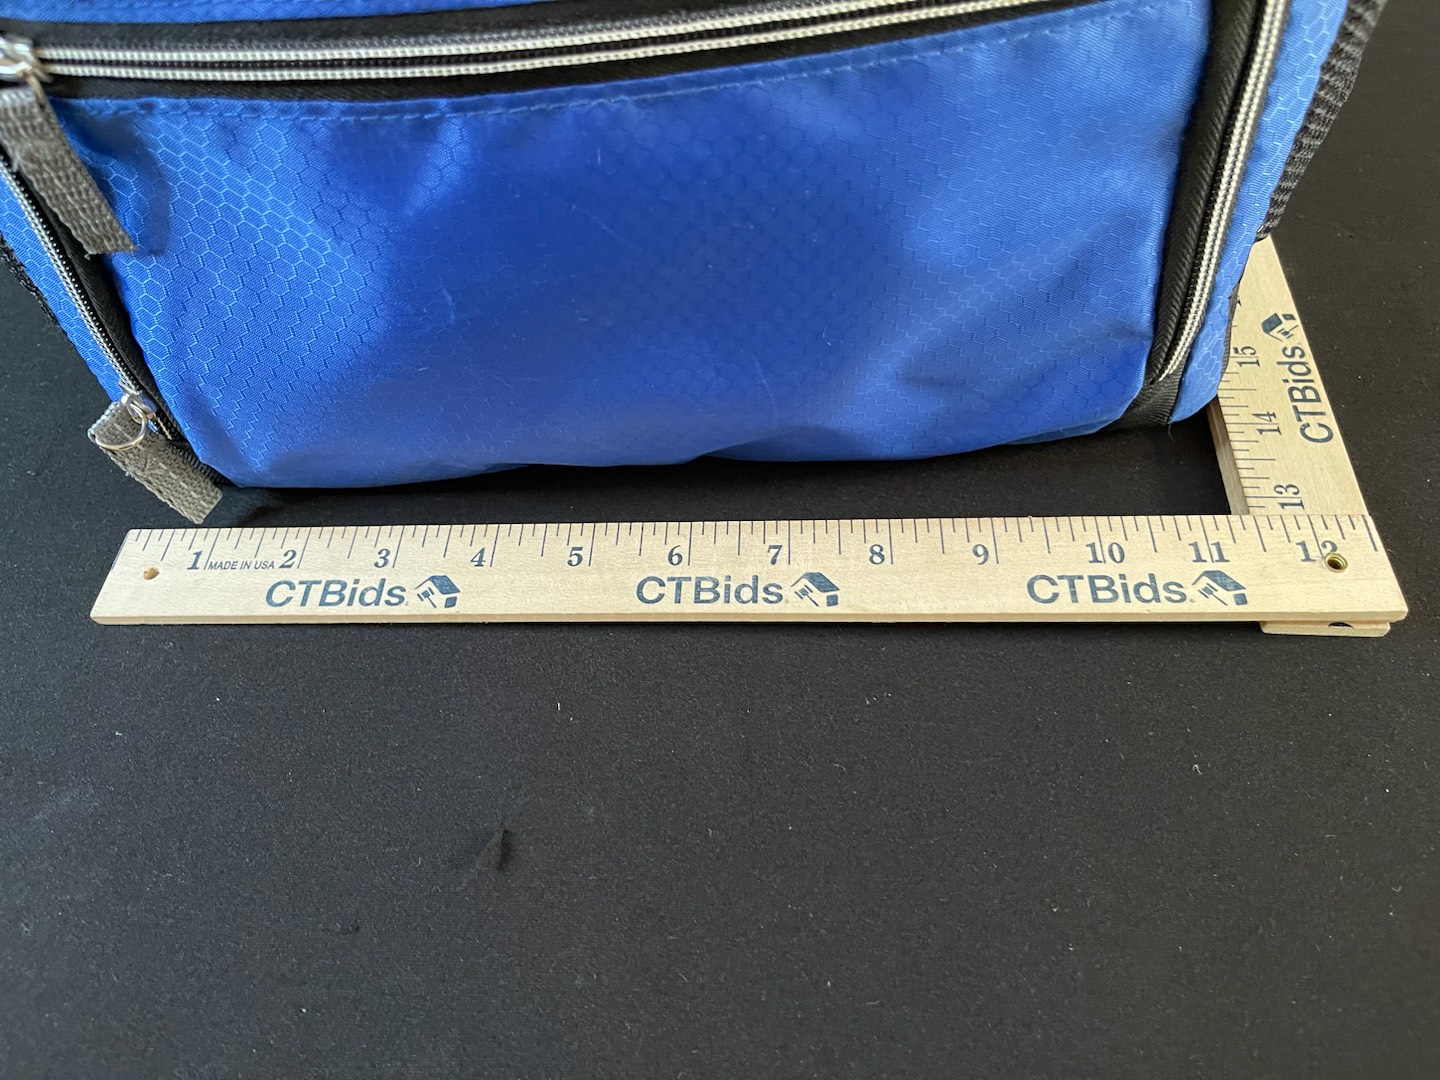 15
14
13
CTBids
1 MADE IN USA 2 3 4 5 6 7 8 9 10 11 12
CTBids CTBids CTBids